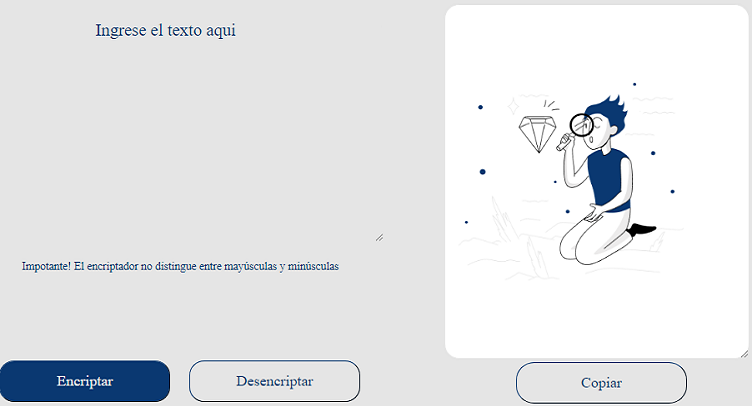 Ingrese el texto aqui
Impotante! El encriptador no distingue entre mayúsculas y minúsculas
Encriptar
Desencriptar
Copiar